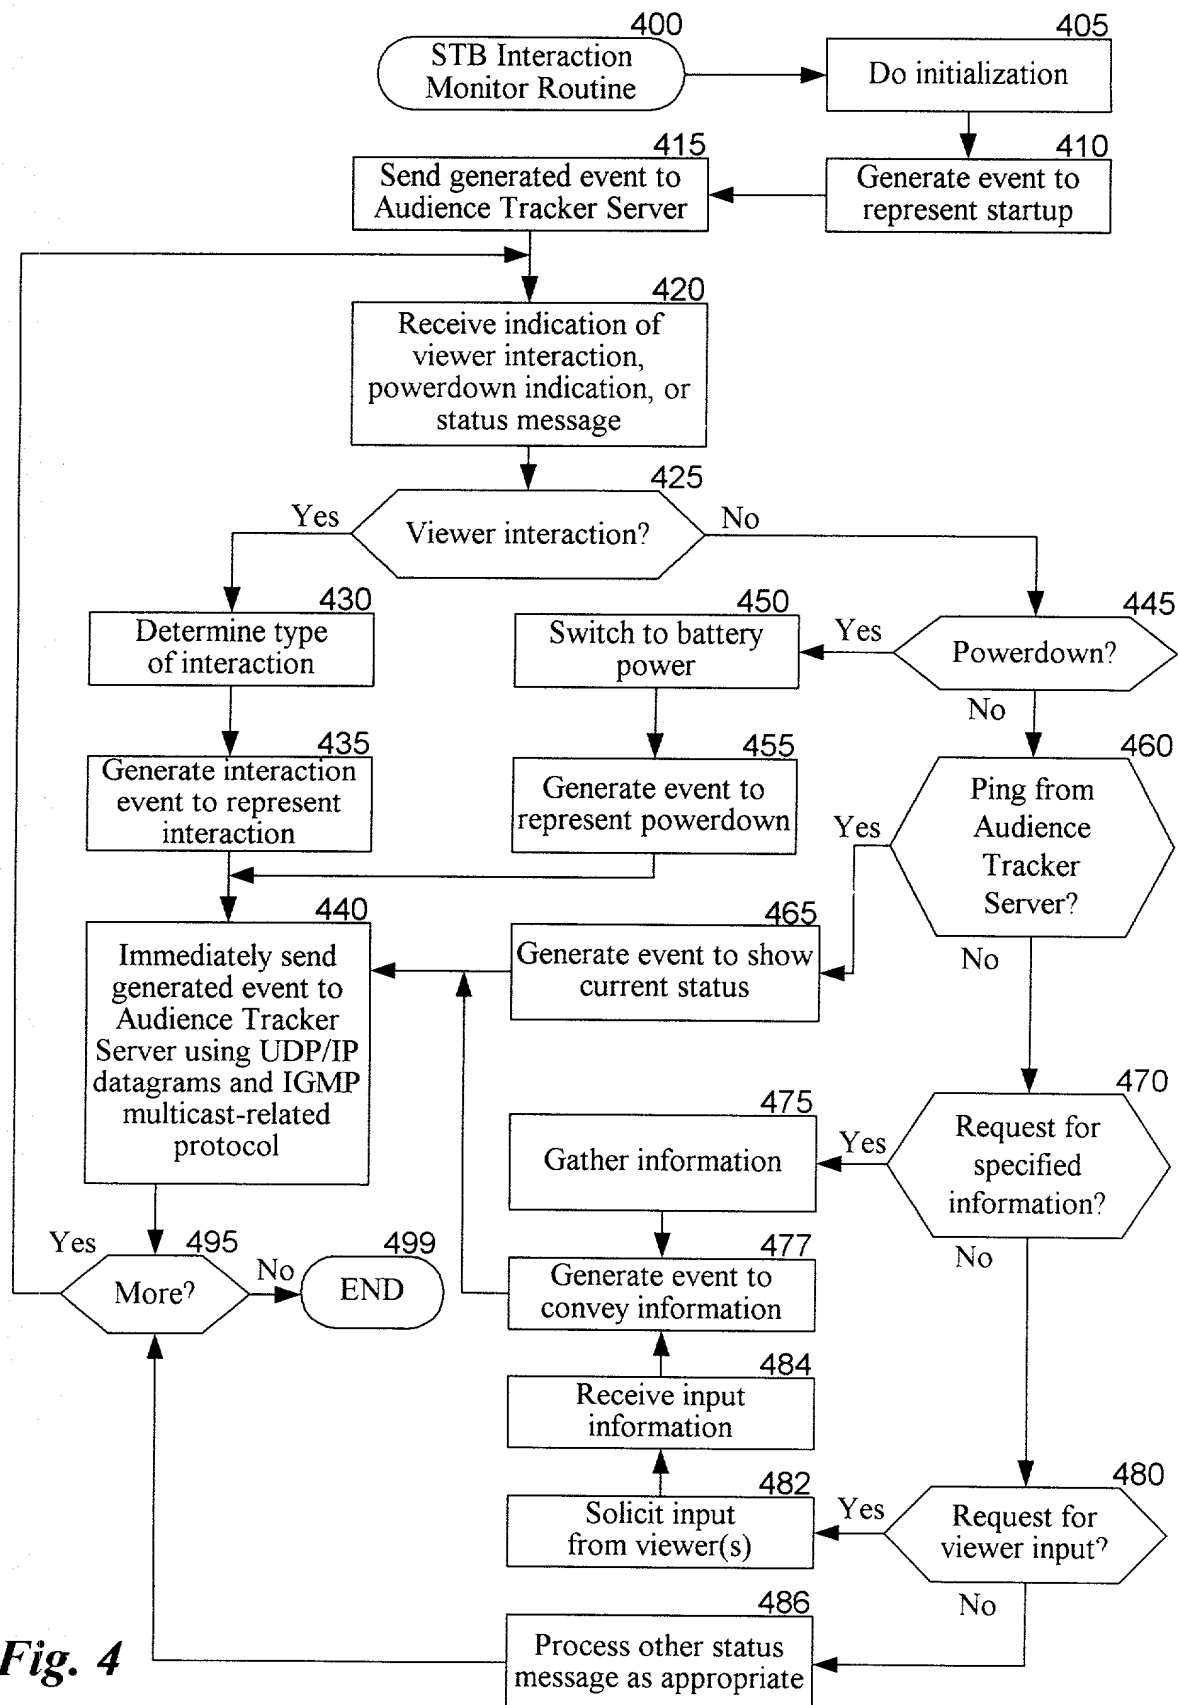 400
STB Interaction
Monitor Routine
405
Do initialization
410
Generate event to
represent startup
415
Send generated event to
Audience Tracker Server
420
Receive indication of
viewer interaction,
powerdown indication, or
status message
425
Viewer interaction?
Yes
No
430
Determine type
of interaction
435
Generate interaction
event to represent
interaction
445
Powerdown?
Yes
No
450
Switch to battery
power
455
Generate event to
represent powerdown
440
Immediately send
generated event to
Audience Tracker
Server using UDP/IP
datagrams and IGMP
multicast-related
protocol
460
Ping from
Audience
Tracker
Server?
Yes
No
465
Generate event to show
current status
470
Request for
specified
information?
Yes
No
475
Gather information
477
Generate event to
convey information
495
More?
Yes
No
499
END
484
Receive input
information
480
Request for
viewer input?
Yes
No
482
Solicit input
from viewer(s)
486
Process other status
message as appropriate
Fig. 4